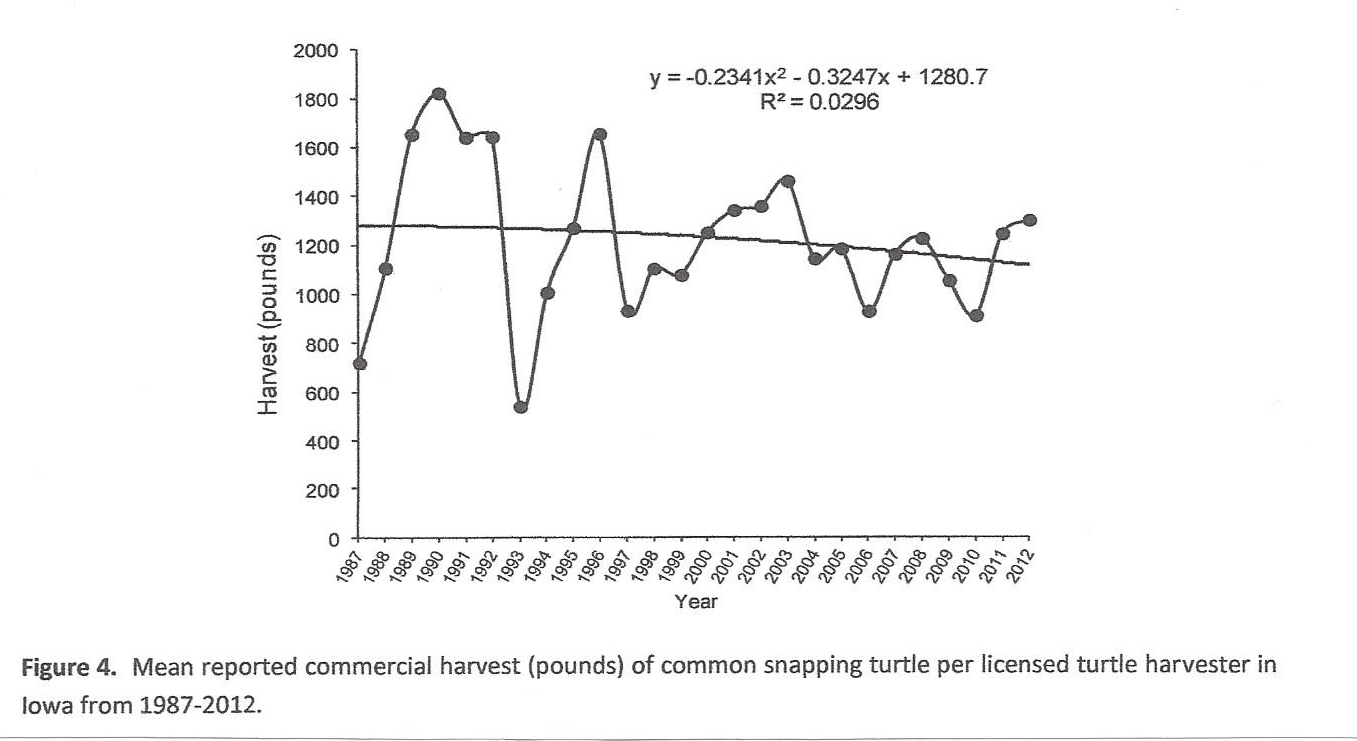 2000
y = -0.2341x² - 0.3247x + 1280.7
R² = 0.0296
1800
1600
1400
1200
1000
800
600
400
200
0
Harvest (pounds)
1987 1988 1989 1990 1991 1992 1993 1994 1995 1996 1997 1998 1999 2000 2001 2002 2003 2004 2005 2006 2007 2008 2009 2010 2011 2012
Year
Figure 4. Mean reported commercial harvest (pounds) of common snapping turtle per licensed turtle harvester in
Iowa from 1987-2012.